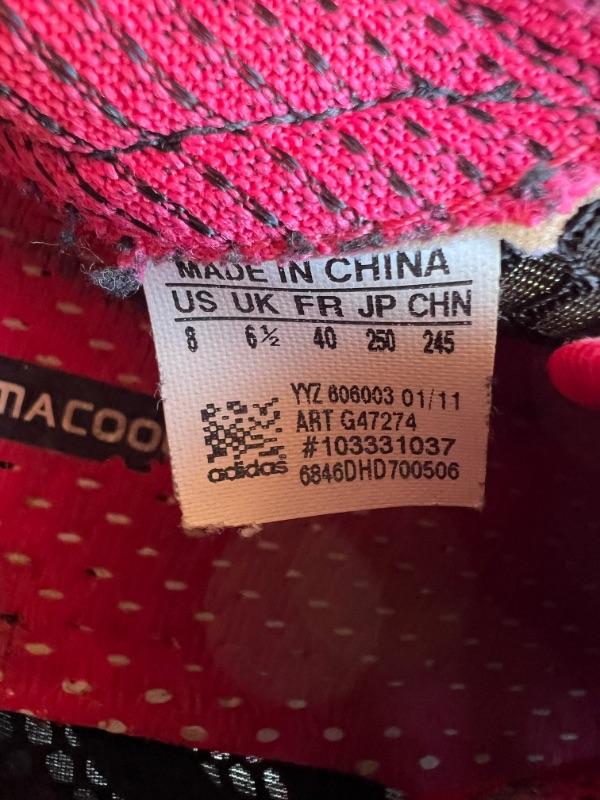 MADE IN CHINA
US UK FR JP CHN
8 6½ 40 250 245
YYZ 606003 01/11
ART G47274
#103331037
adidas 6846DHD700506
MACOO